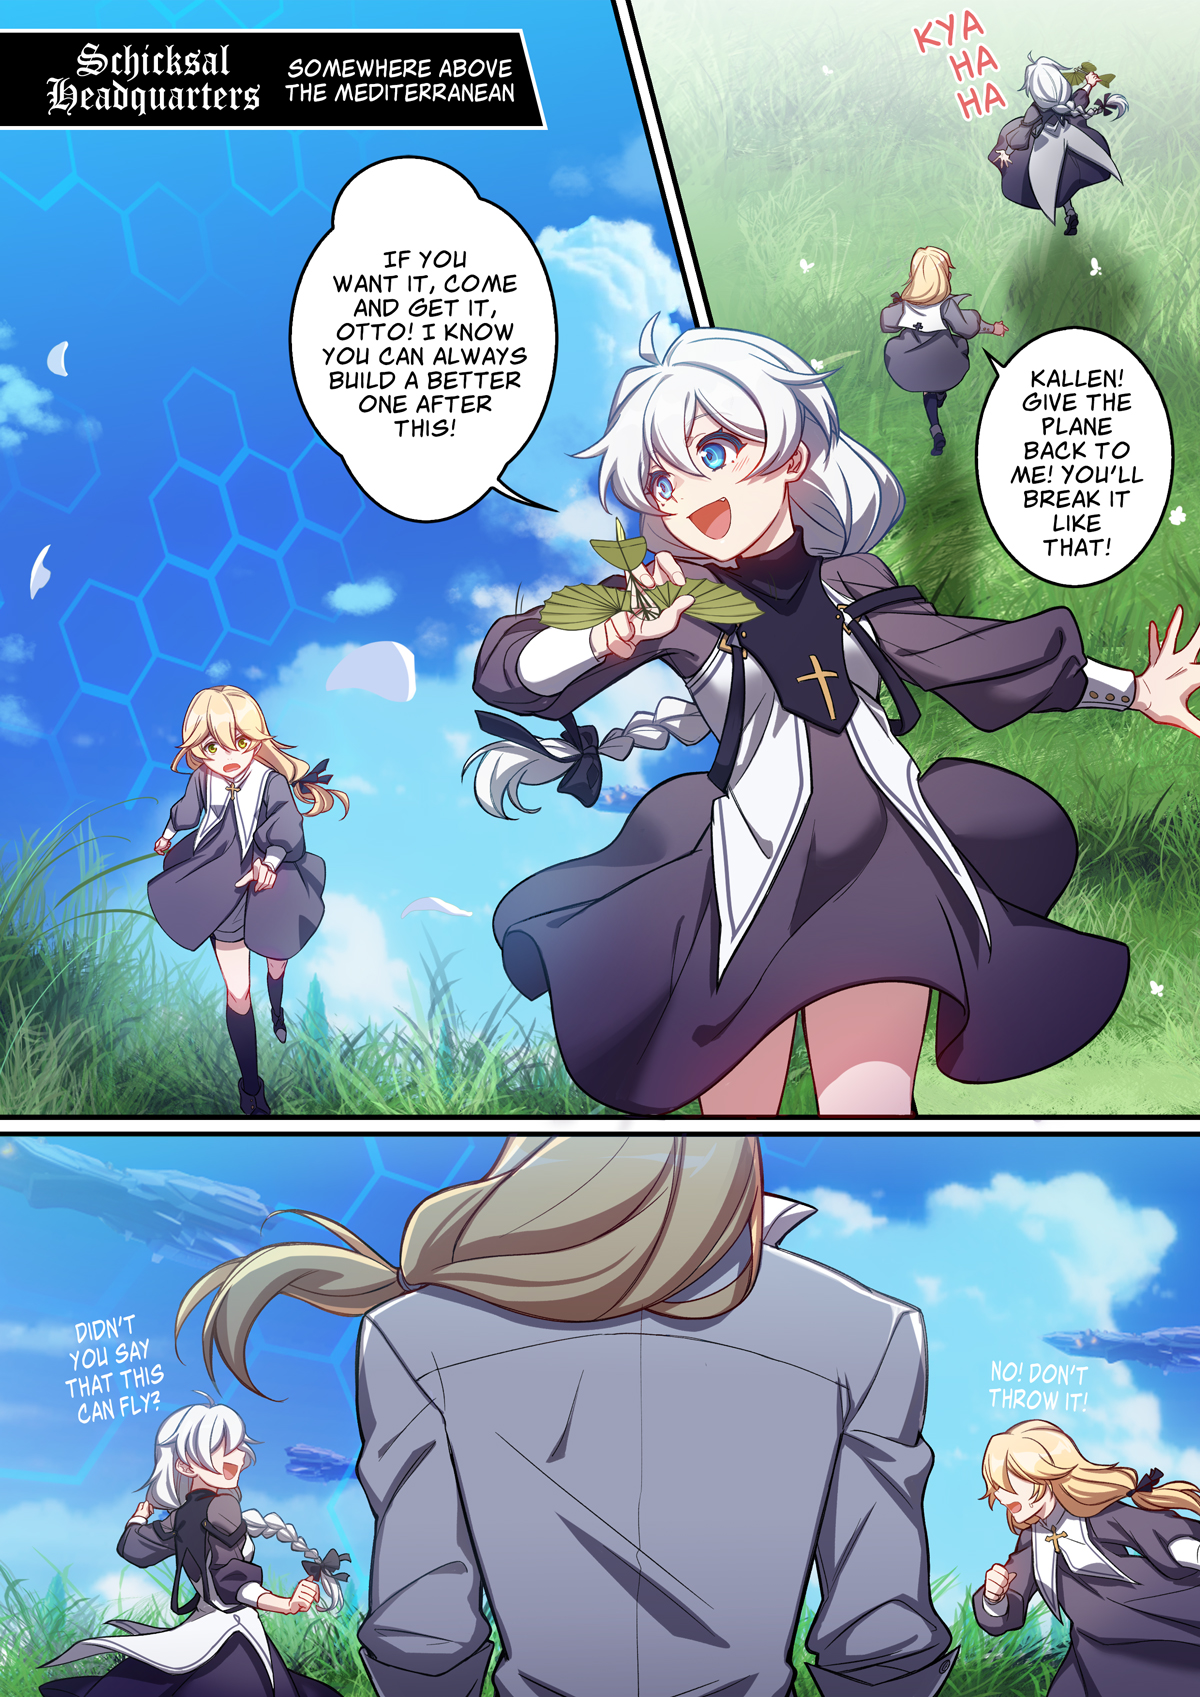 Schicksal
Headquarters
SOMEWHERE ABOVE
THE MEDITERRANEAN
KYA
HA
HA
KALLEN!
GIVE THE
PLANE
BACK TO
ME! YOU'LL
BREAK IT
LIKE
THAT!
IF YOU
WANT IT, COME
AND GET IT,
OTTO! I KNOW
YOU CAN ALWAYS
BUILD A BETTER
ONE AFTER
THIS!
DIDN'T
YOU SAY
THAT THIS
CAN FLY?
NO! DON'T
THROW IT!